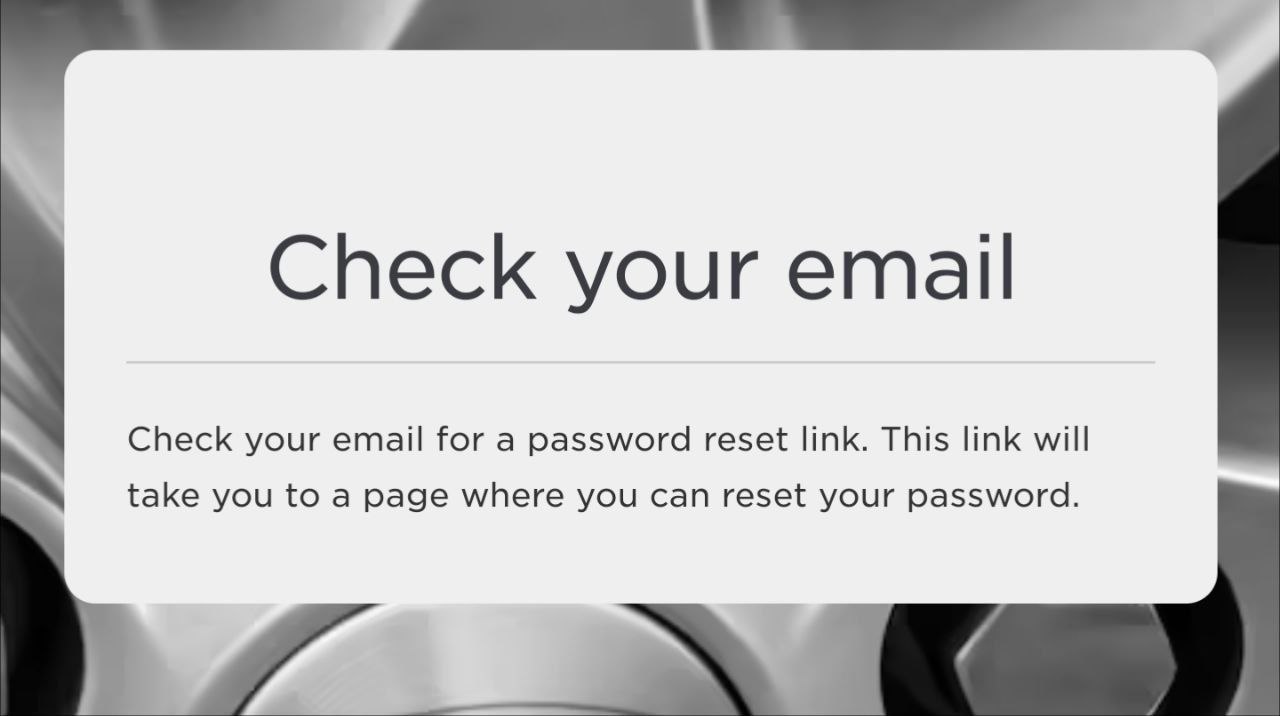 Check your email
Check your email for a password reset link. This link will
take you to a page where you can reset your password.